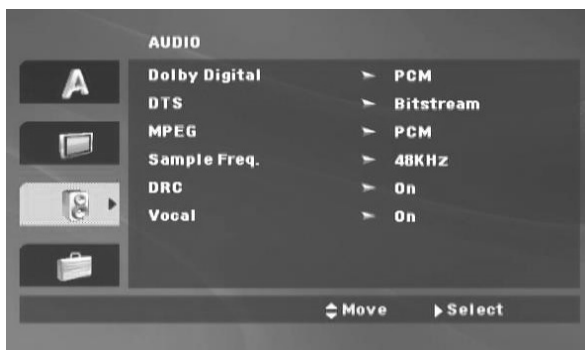 AUDIO
A
Dolby Digital ➢ PCM
DTS ➢ Bitstream
MPEG ➢ PCM
Sample Freq. ➢ 48KHz
DRC ➢ On
Vocal ➢ On
Move Select